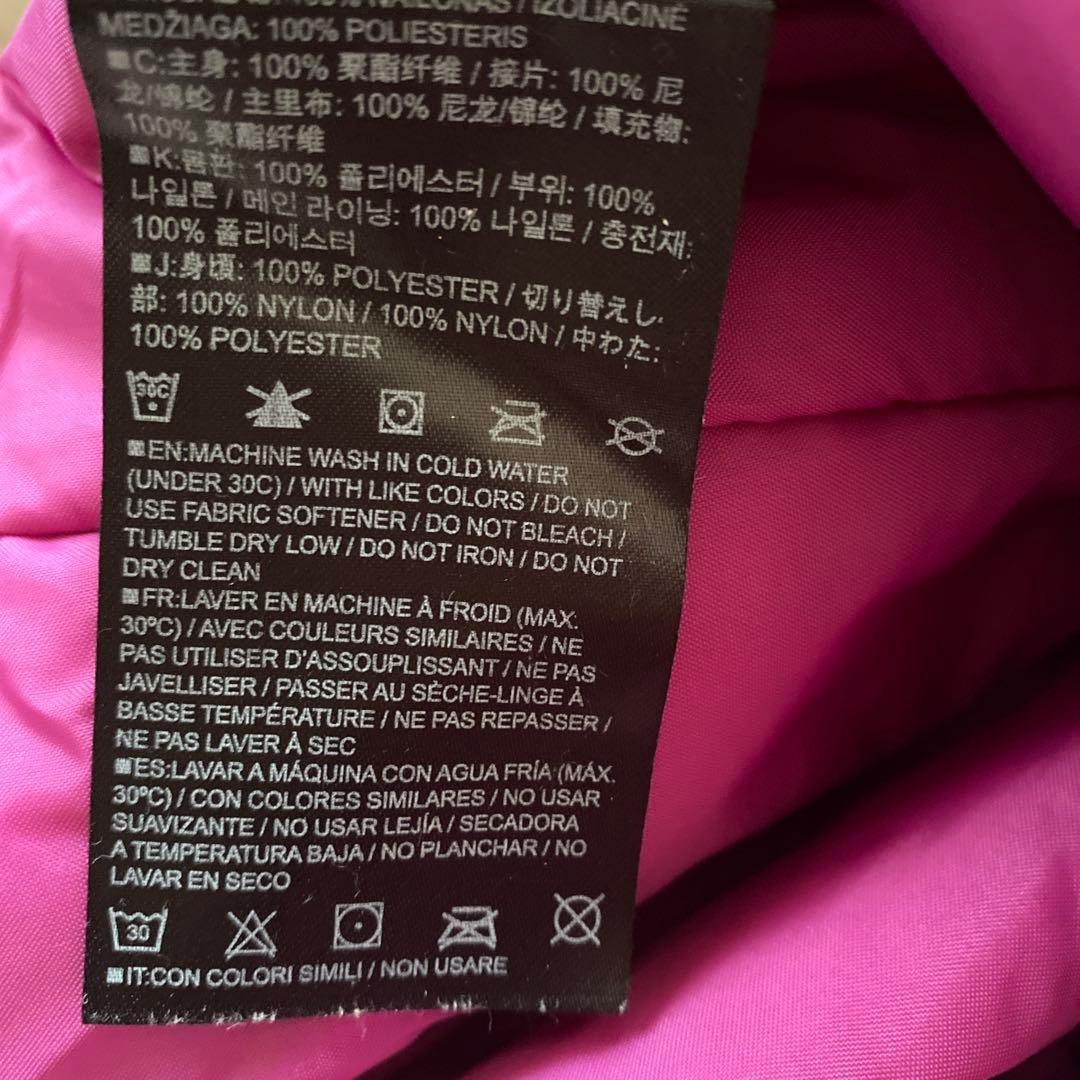 100% NAILONAS / IZOLIACINĖ
MEDŽIAGA: 100% POLIESTERIS
C:主身: 100% 聚酯纤维 / 接片: 100% 尼
龙/锦纶 / 主里布: 100% 尼龙/锦纶 / 填充物:
100% 聚酯纤维
K:몸판: 100% 폴리에스터 / 부위: 100%
나일론 / 메인 라이닝: 100% 나일론 / 충전재:
100% 폴리에스터
J:身頃: 100% POLYESTER / 切り替えし
部: 100% NYLON / 100% NYLON / 中わた:
100% POLYESTER
30C
EN:MACHINE WASH IN COLD WATER
(UNDER 30C) / WITH LIKE COLORS / DO NOT
USE FABRIC SOFTENER / DO NOT BLEACH /
TUMBLE DRY LOW / DO NOT IRON / DO NOT
DRY CLEAN
FR:LAVER EN MACHINE À FROID (MAX.
30ºC) / AVEC COULEURS SIMILAIRES / NE
PAS UTILISER D'ASSOUPLISSANT / NE PAS
JAVELLISER / PASSER AU SÈCHE-LINGE À
BASSE TEMPÉRATURE / NE PAS REPASSER /
NE PAS LAVER À SEC
ES:LAVAR A MÁQUINA CON AGUA FRÍA (MÁX.
30ºC) / CON COLORES SIMILARES / NO USAR
SUAVIZANTE / NO USAR LEJÍA / SECADORA
A TEMPERATURA BAJA / NO PLANCHAR / NO
LAVAR EN SECO
30
IT:CON COLORI SIMILI / NON USARE